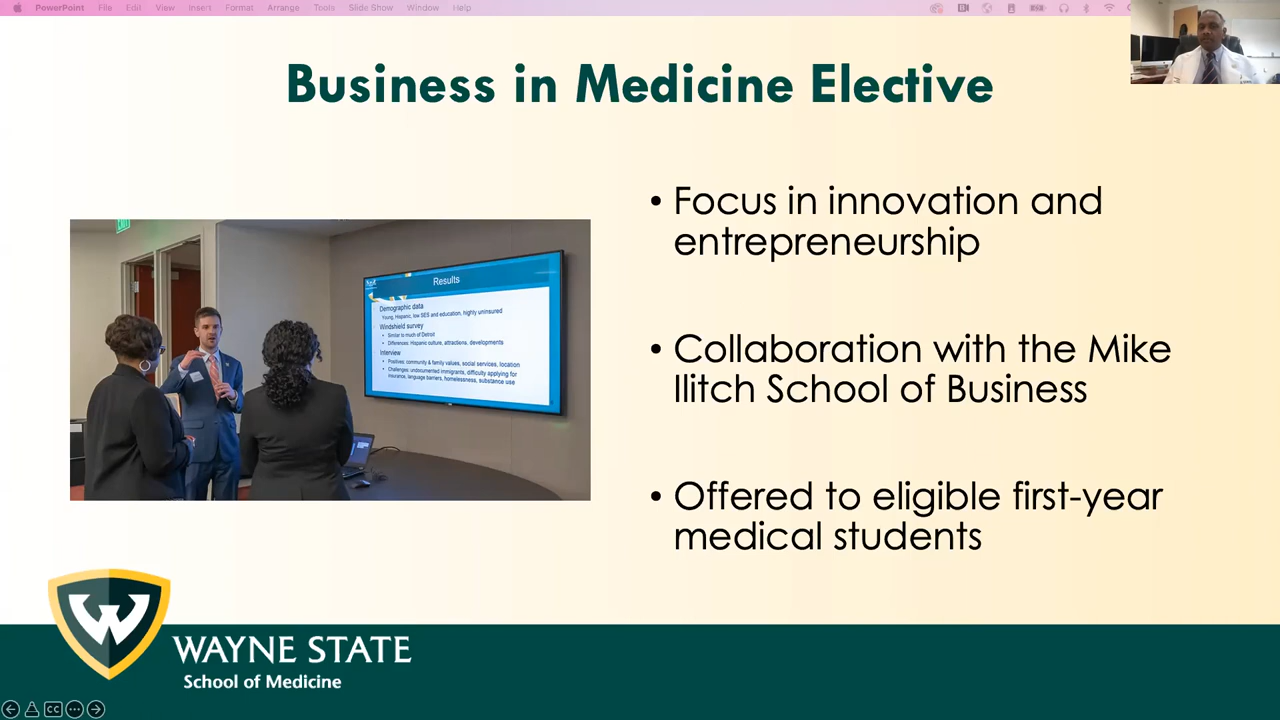 PowerPoint File Edit View Insert Format Arrange Tools Slide Show Window Help
Business in Medicine Elective
• Focus in innovation and
entrepreneurship
• Collaboration with the Mike
Ilitch School of Business
• Offered to eligible first-year
medical students
EXIT
Results
Demographic data
Young, Hispanic, low SES and education, highly uninsured
Windshield survey
• Similar to much of Detroit
• Differences: Hispanic culture, attractions, developments
Interview
• Positives: community & family values, social services, location
• Challenges: undocumented immigrants, difficulty applying for
insurance, language barriers, homelessness, substance use
W
WAYNE STATE
School of Medicine
CC